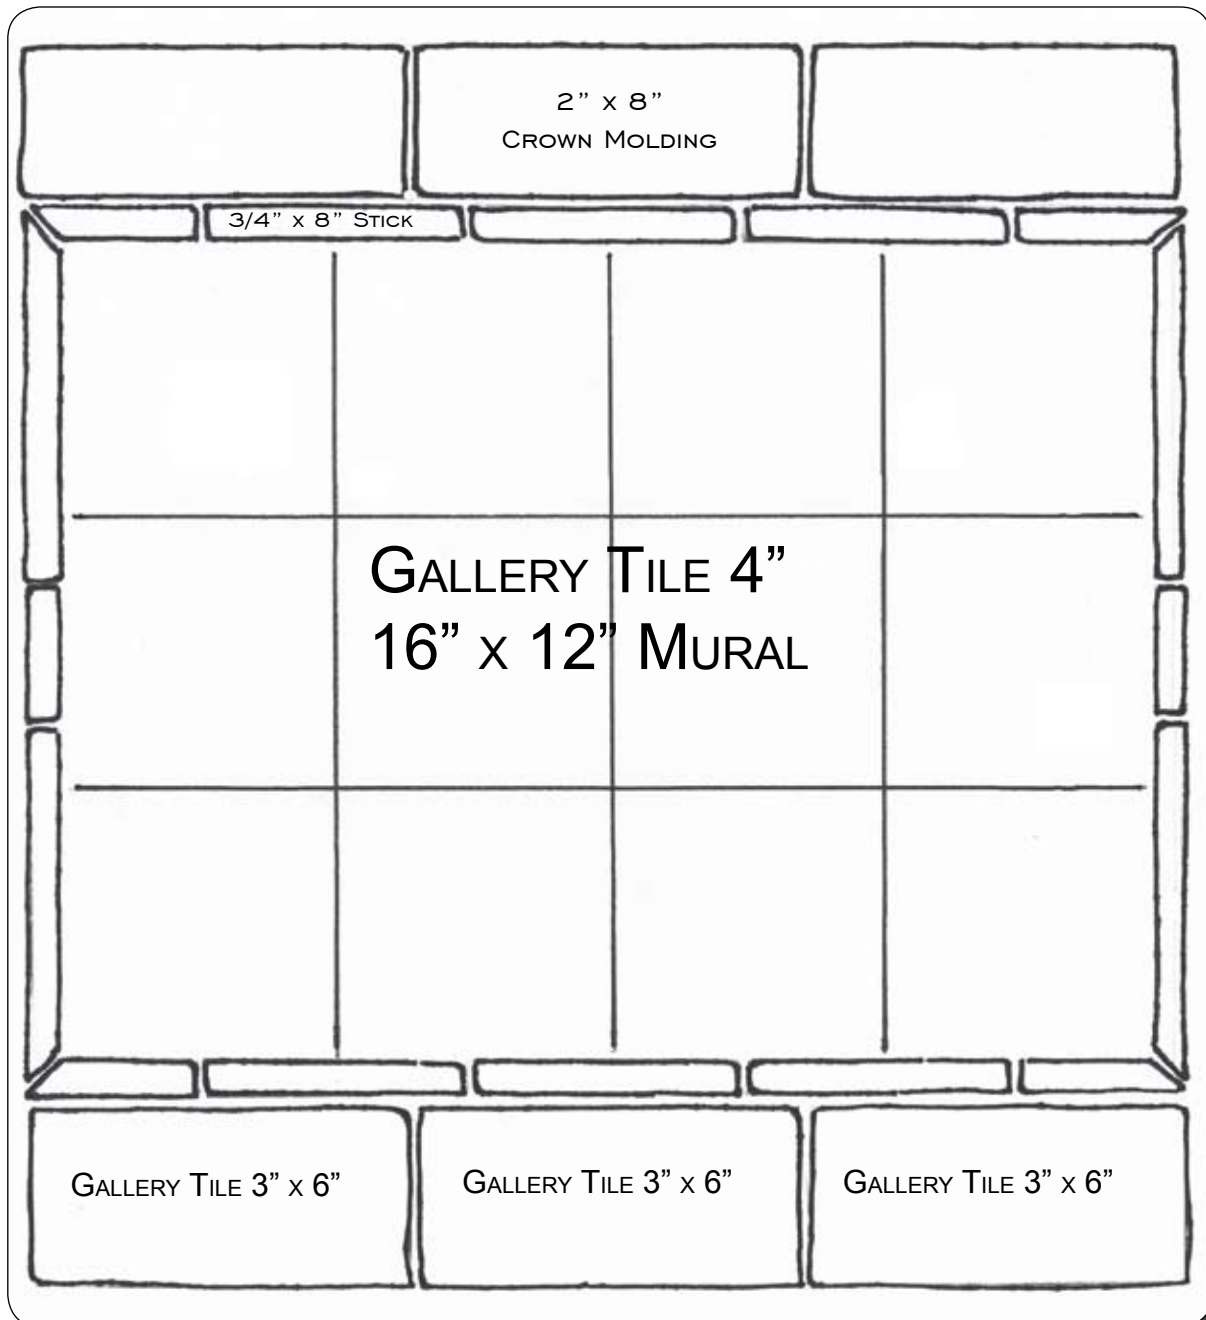 2” x 8”
Crown Molding
3/4” x 8” Stick
Gallery Tile 4”
16” x 12” Mural
Gallery Tile 3” x 6”
Gallery Tile 3” x 6”
Gallery Tile 3” x 6”